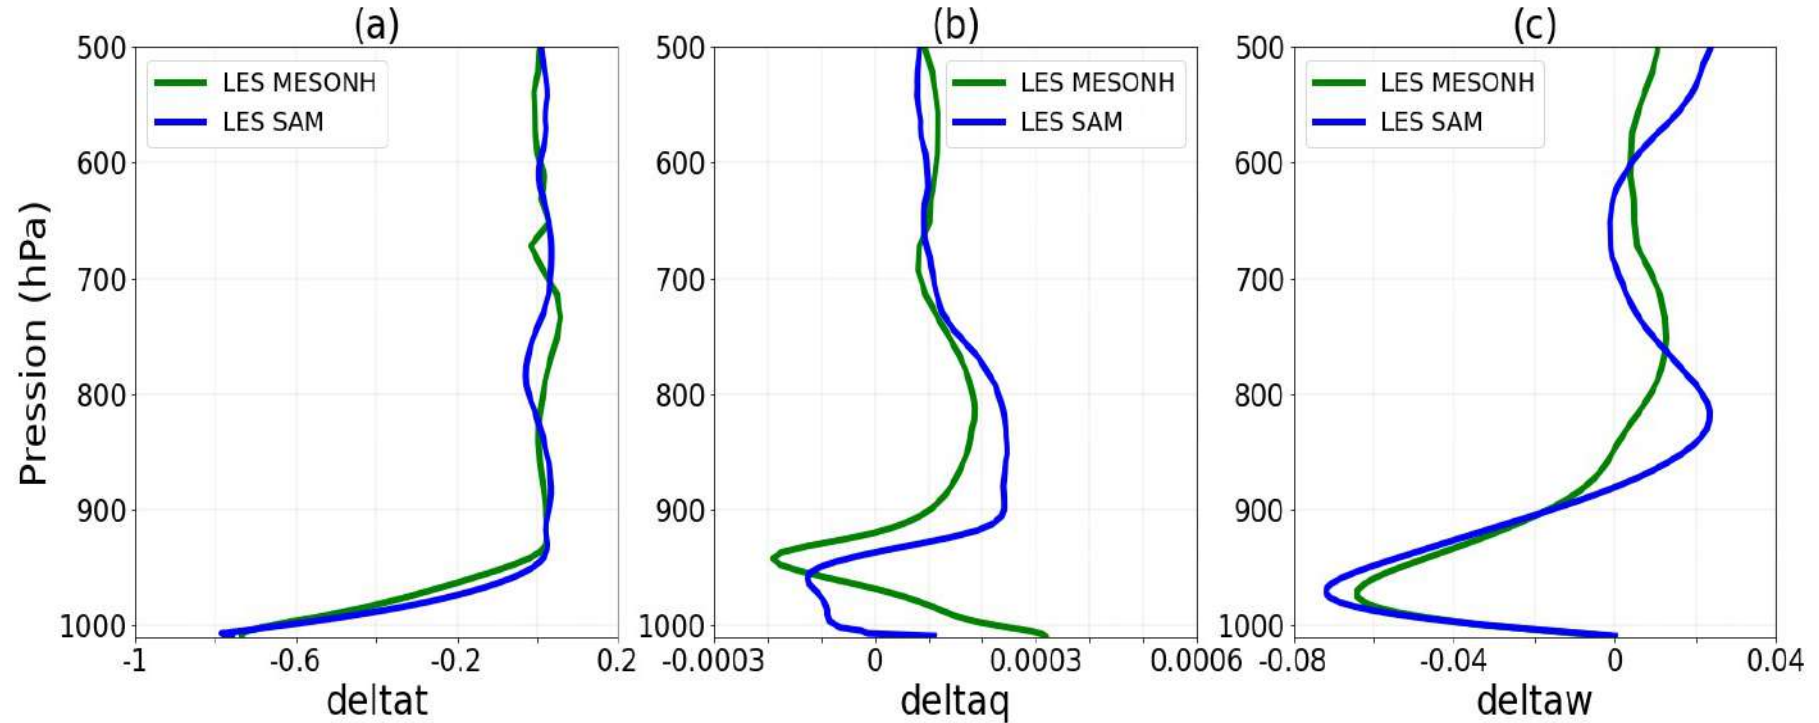 (a) (b) (c)
500 500 500
LES MESONH LES MESONH LES MESONH
LES SAM LES SAM LES SAM
600 600 600
Pression (hPa)
700 700 700
800 800 800
900 900 900
1000 1000 1000
-1 -0.6 -0.2 0.2 -0.0003 0 0.0003 0.0006 -0.08 -0.04 0 0.04
deltat deltaq deltaw